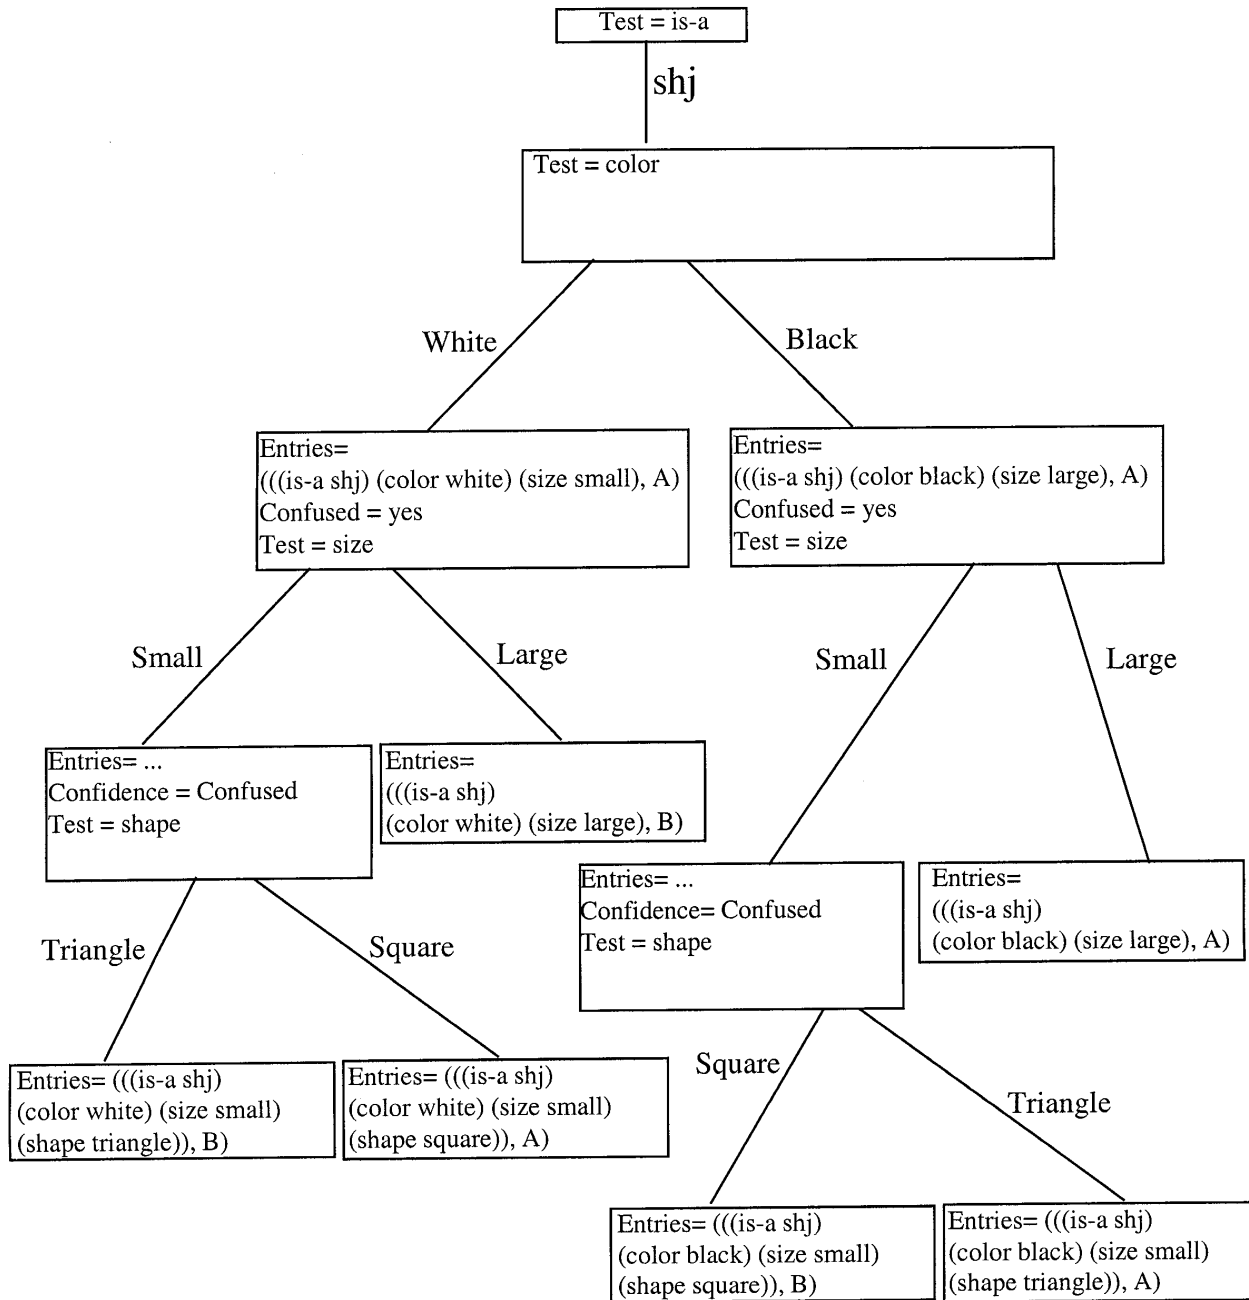 Test = is-a
shj
Test = color
White
Black
Entries=
(((is-a shj) (color white) (size small), A)
Confused = yes
Test = size
Entries=
(((is-a shj) (color black) (size large), A)
Confused = yes
Test = size
Small
Large
Small
Large
Entries= ...
Confidence = Confused
Test = shape
Entries=
(((is-a shj)
(color white) (size large), B)
Entries= ...
Confidence= Confused
Test = shape
Entries=
(((is-a shj)
(color black) (size large), A)
Triangle
Square
Square
Triangle
Entries= (((is-a shj)
(color white) (size small)
(shape triangle)), B)
Entries= (((is-a shj)
(color white) (size small)
(shape square)), A)
Entries= (((is-a shj)
(color black) (size small)
(shape square)), B)
Entries= (((is-a shj)
(color black) (size small)
(shape triangle)), A)